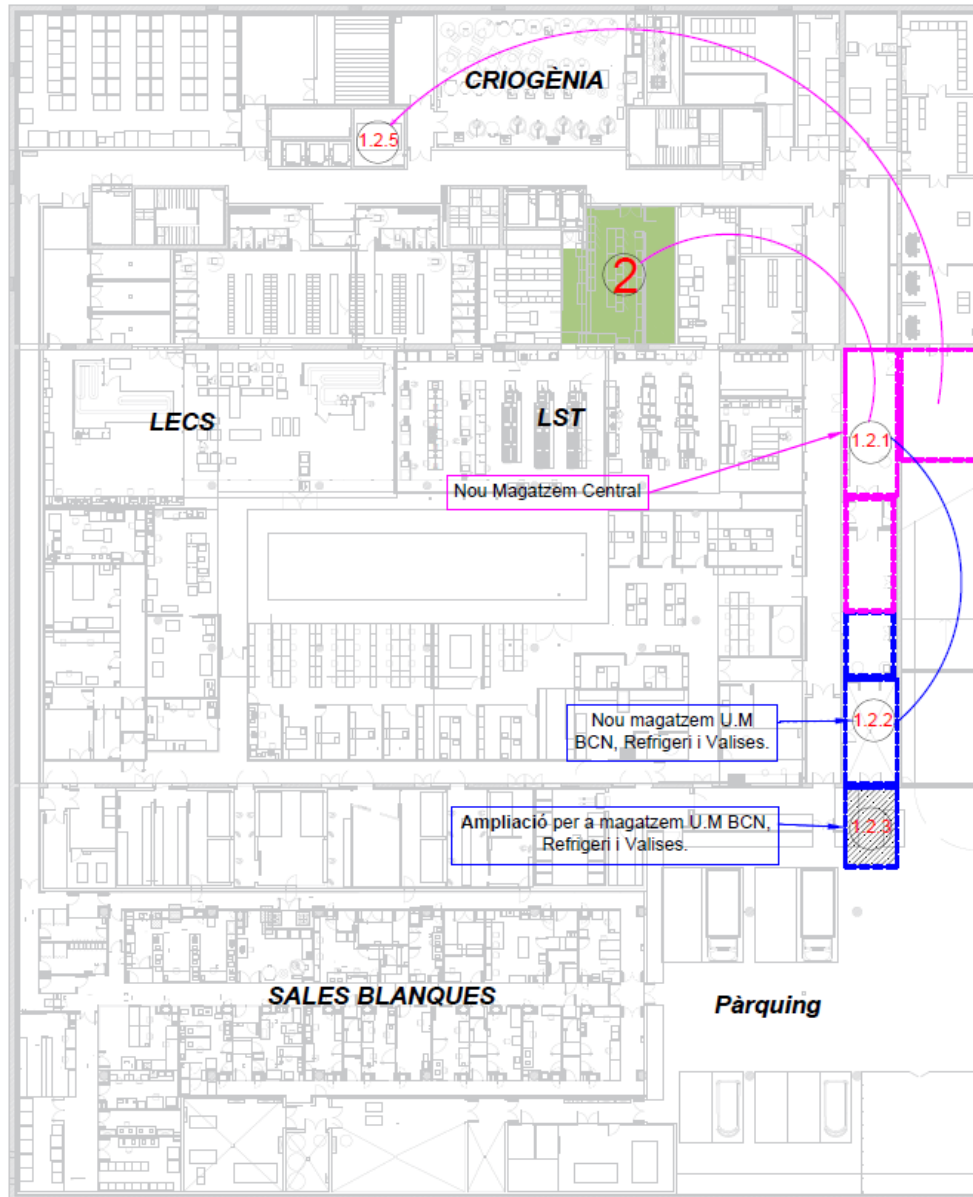 CRIOGÈNIA
1.2.5
2
LECS
LST
1.2.1
Nou Magatzem Central
Nou magatzem U.M
BCN, Refrigeri i Valises.
1.2.2
Ampliació per a magatzem U.M BCN,
Refrigeri i Valises.
1.2.3
SALES BLANQUES
Pàrquing